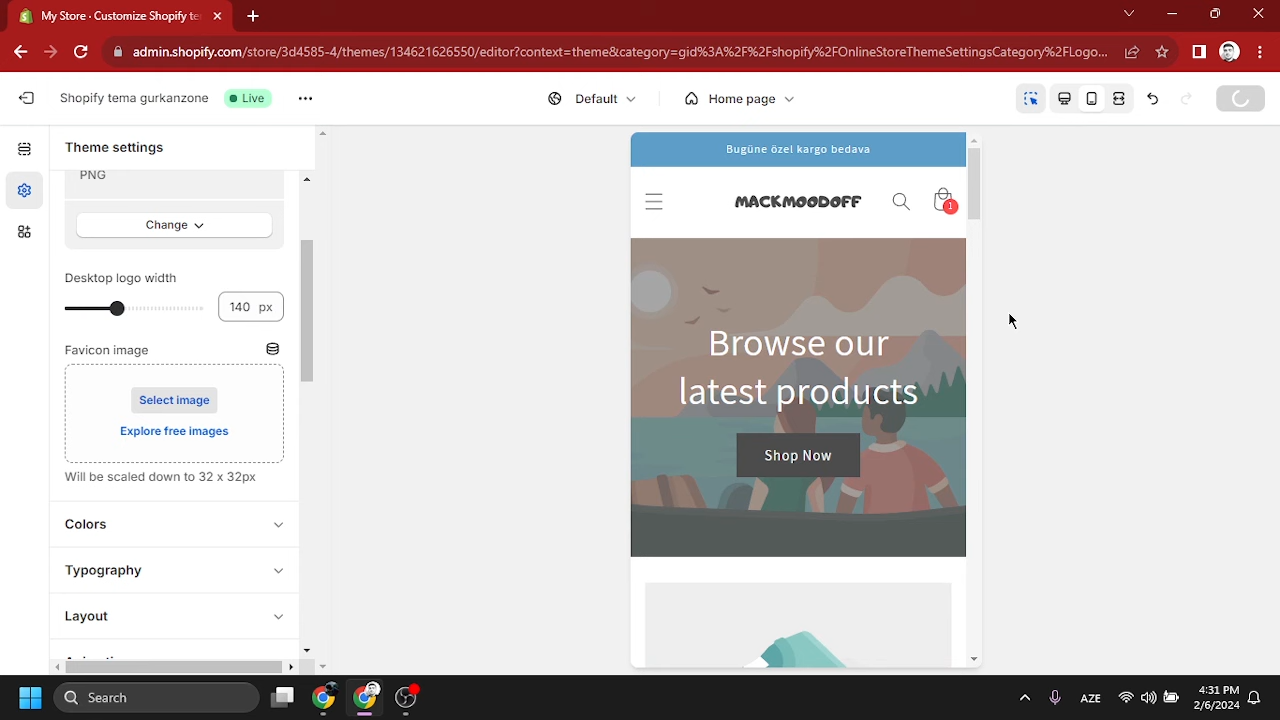 My Store · Customize Shopify te
admin.shopify.com/store/3d4585-4/themes/134621626550/editor?context=theme&category=gid%3A%2F%2Fshopify%2FOnlineStoreThemeSettingsCategory%2FLogo...
Shopify tema gurkanzone
Live
Default
Home page
Theme settings
PNG
Change
Desktop logo width
140 px
Favicon image
Select image
Explore free images
Will be scaled down to 32 x 32px
Colors
Typography
Layout
Bugüne özel kargo bedava
MACKMOODOFF
1
Browse our
latest products
Shop Now
Search
AZE
4:31 PM
2/6/2024